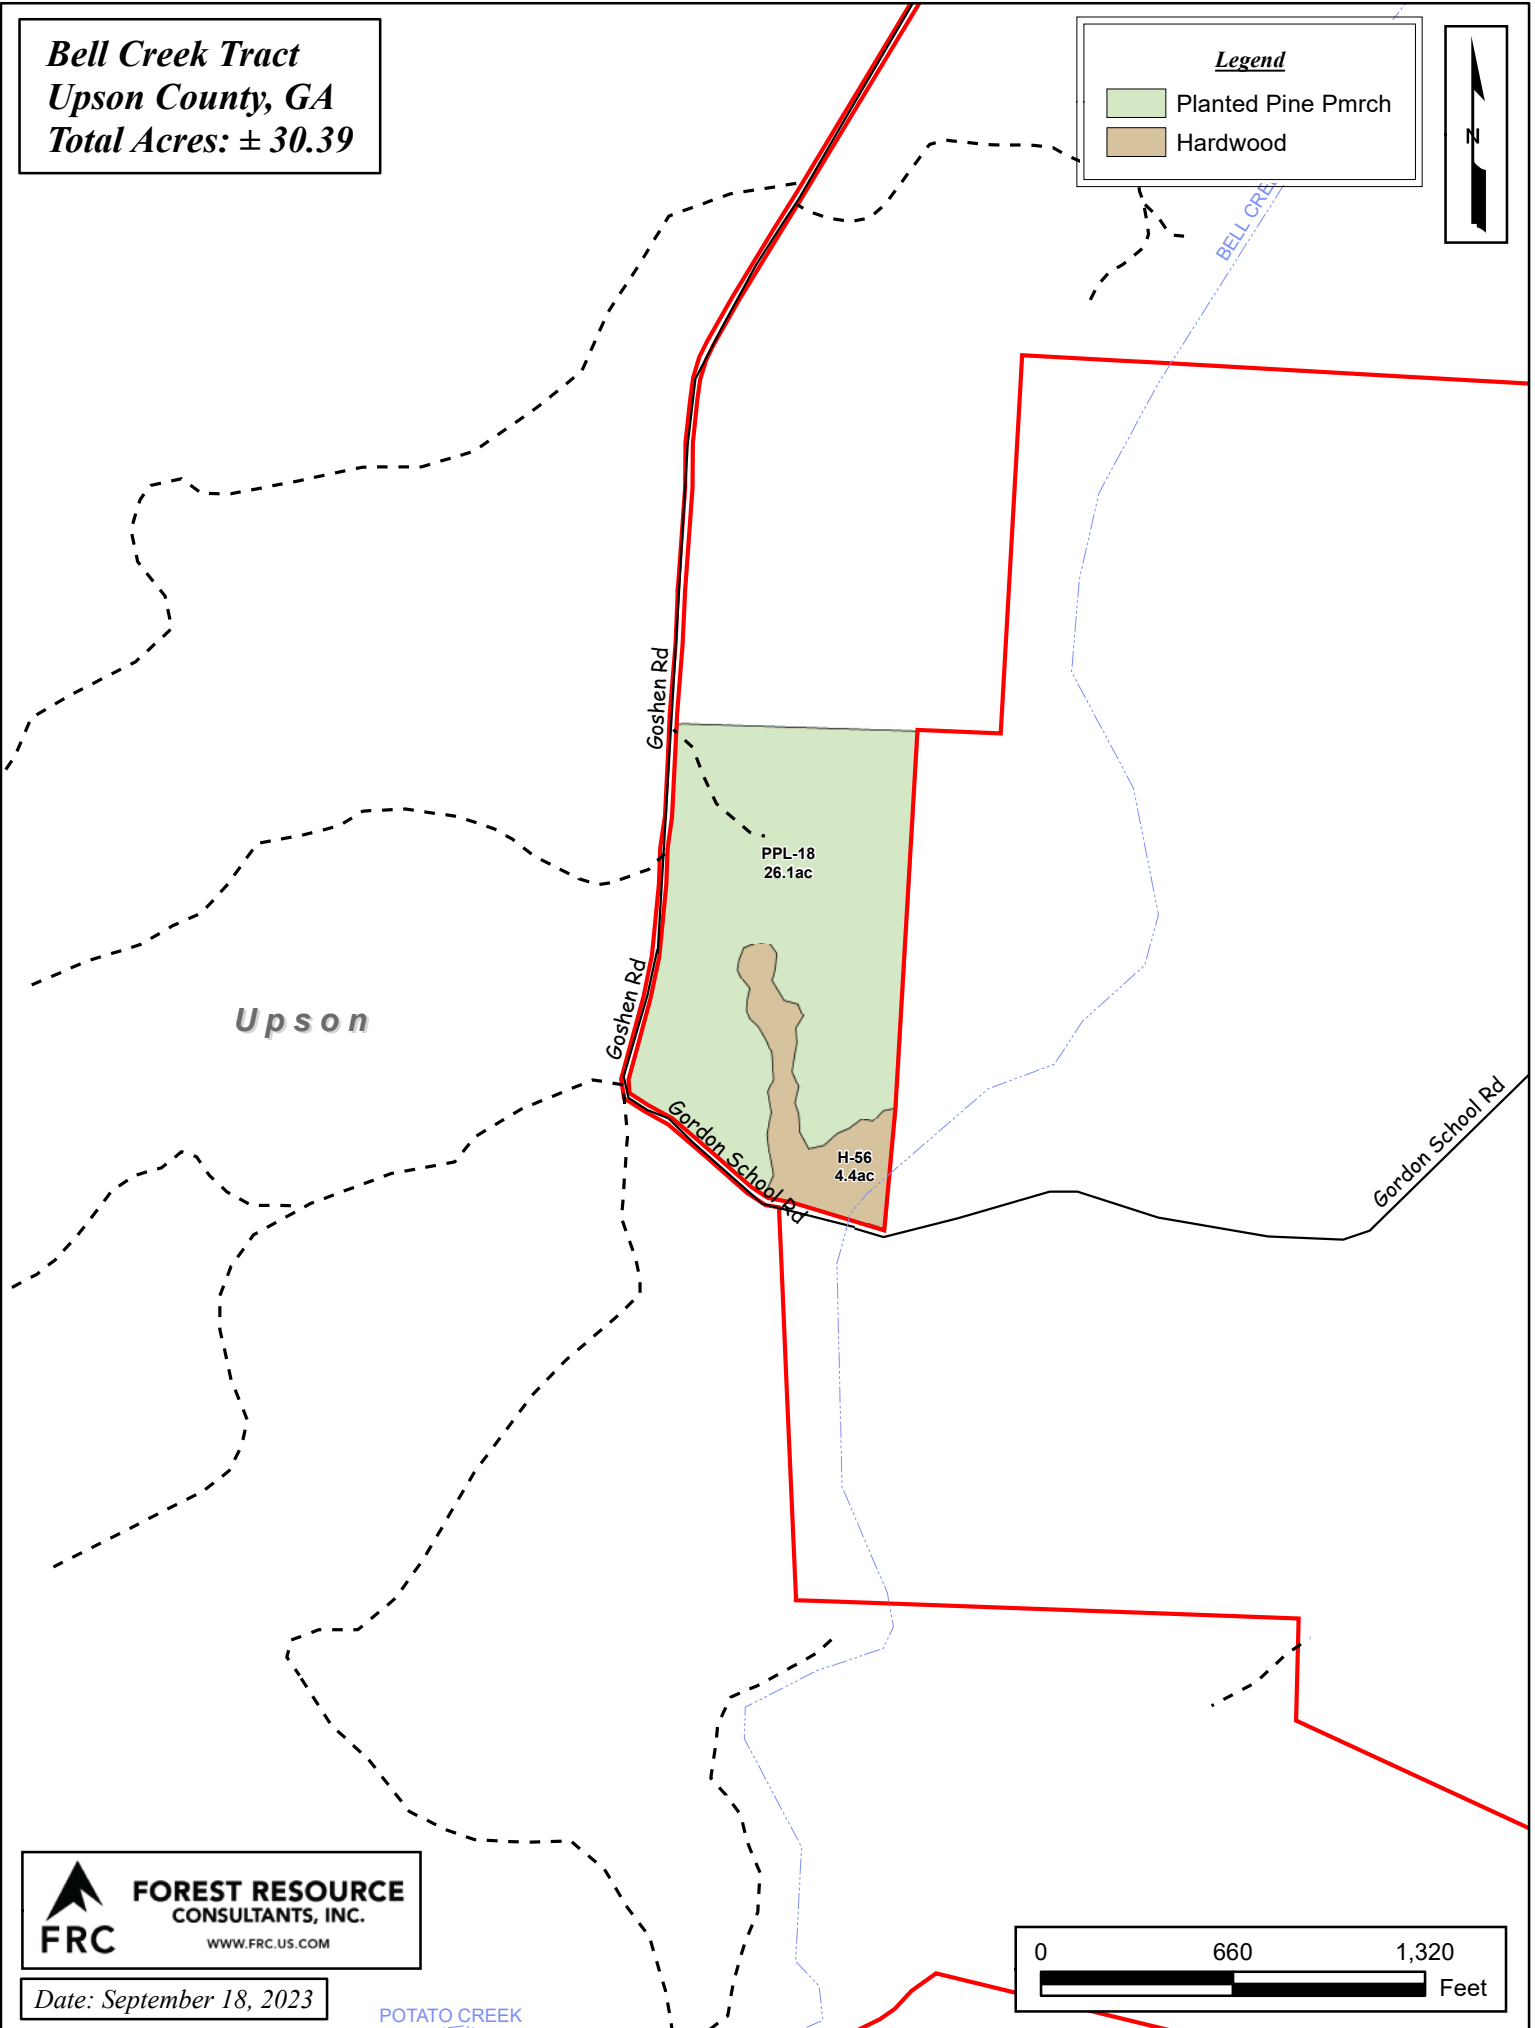 Bell Creek Tract
Upson County, GA
Total Acres: ± 30.39
Legend
Planted Pine Pmrch
Hardwood
N
BELL CREE
Goshen Rd
PPL-18
26.1ac
Goshen Rd
Upson
Gordon School Rd
H-56
4.4ac
Gordon School Rd
FRC
FOREST RESOURCE
CONSULTANTS, INC.
WWW.FRC.US.COM
Date: September 18, 2023
POTATO CREEK
0 660 1,320
Feet